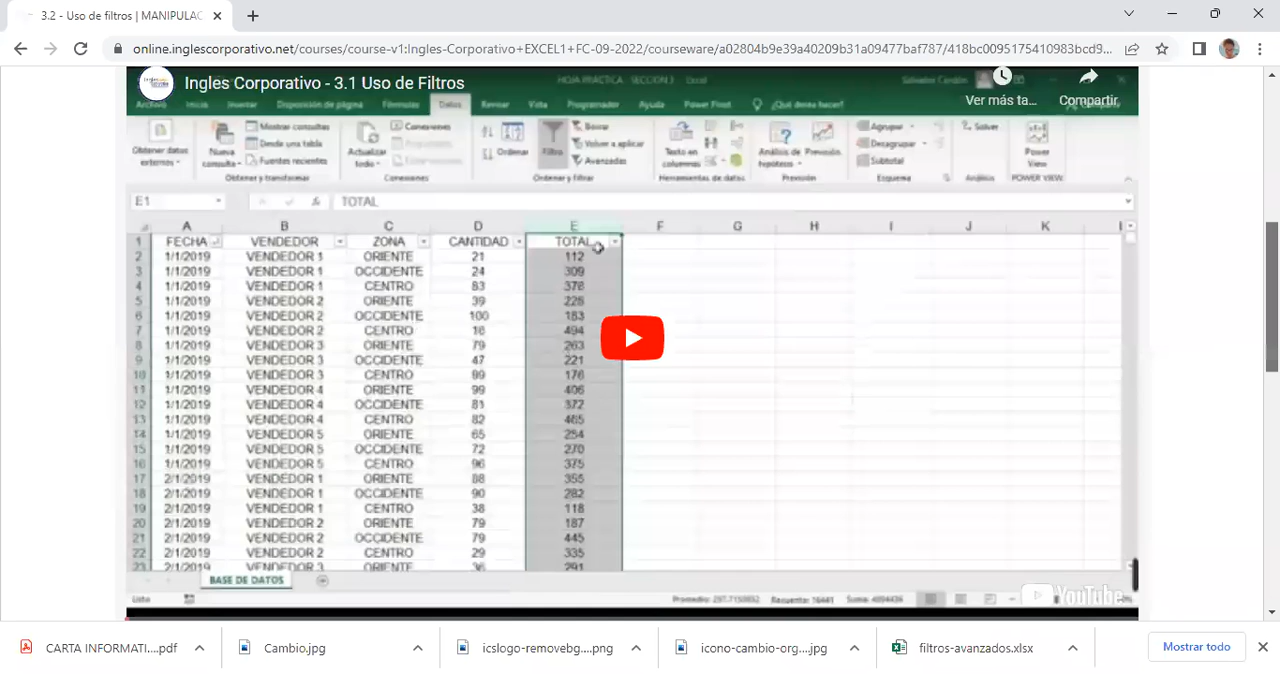 3.2 - Uso de filtros | MANIPULAC
online.inglescorporativo.net/courses/course-v1:Ingles-Corporativo+EXCEL1+FC-09-2022/courseware/a02804b9e39a40209b31a09477baf787/418bc0095175410983bcd9...
Ingles Corporativo - 3.1 Uso de Filtros
HOJA PRACTICA SECCION 3 Excel
Ver más ta... Compartir
Archivo Inicio Insertar Disposición de página Fórmulas Datos Revisar Vista Programador Ayuda Power Pivot ¿Qué desea hacer?
Obtener datos externos
Nueva consulta
Mostrar consultas
Desde una tabla
Fuentes recientes
Actualizar todo
Conexiones
Propiedades
Ordenar
Filtro
Borrar
Volver a aplicar
Avanzadas
Texto en columnas
Análisis de hipótesis
Previsión
Agrupar
Desagrupar
Subtotal
Solver
Power View
Obtener y transformar Conexiones Ordenar y filtrar Herramientas de datos Previsión Esquema Análisis POWER VIEW
E1 fx TOTAL
A B C D E F G H I J K
1 FECHA VENDEDOR ZONA CANTIDAD TOTAL
2 1/1/2019 VENDEDOR 1 ORIENTE 21 112
3 1/1/2019 VENDEDOR 1 OCCIDENTE 24 309
4 1/1/2019 VENDEDOR 1 CENTRO 83 378
5 1/1/2019 VENDEDOR 2 ORIENTE 39 228
6 1/1/2019 VENDEDOR 2 OCCIDENTE 100 183
7 1/1/2019 VENDEDOR 2 CENTRO 16 494
8 1/1/2019 VENDEDOR 3 ORIENTE 79 263
9 1/1/2019 VENDEDOR 3 OCCIDENTE 47 221
10 1/1/2019 VENDEDOR 3 CENTRO 89 176
11 1/1/2019 VENDEDOR 4 ORIENTE 99 406
12 1/1/2019 VENDEDOR 4 OCCIDENTE 81 372
13 1/1/2019 VENDEDOR 4 CENTRO 82 465
14 1/1/2019 VENDEDOR 5 ORIENTE 65 254
15 1/1/2019 VENDEDOR 5 OCCIDENTE 72 270
16 1/1/2019 VENDEDOR 5 CENTRO 96 375
17 2/1/2019 VENDEDOR 1 ORIENTE 88 355
18 2/1/2019 VENDEDOR 1 OCCIDENTE 90 282
19 2/1/2019 VENDEDOR 1 CENTRO 38 118
20 2/1/2019 VENDEDOR 2 ORIENTE 79 187
21 2/1/2019 VENDEDOR 2 OCCIDENTE 79 445
22 2/1/2019 VENDEDOR 2 CENTRO 29 335
23 2/1/2019 VENDEDOR 3 ORIENTE 36 291
BASE DE DATOS
Listo
YouTube
CARTA INFORMATI....pdf Cambio.jpg icslogo-removebg....png icono-cambio-org....jpg filtros-avanzados.xlsx Mostrar todo